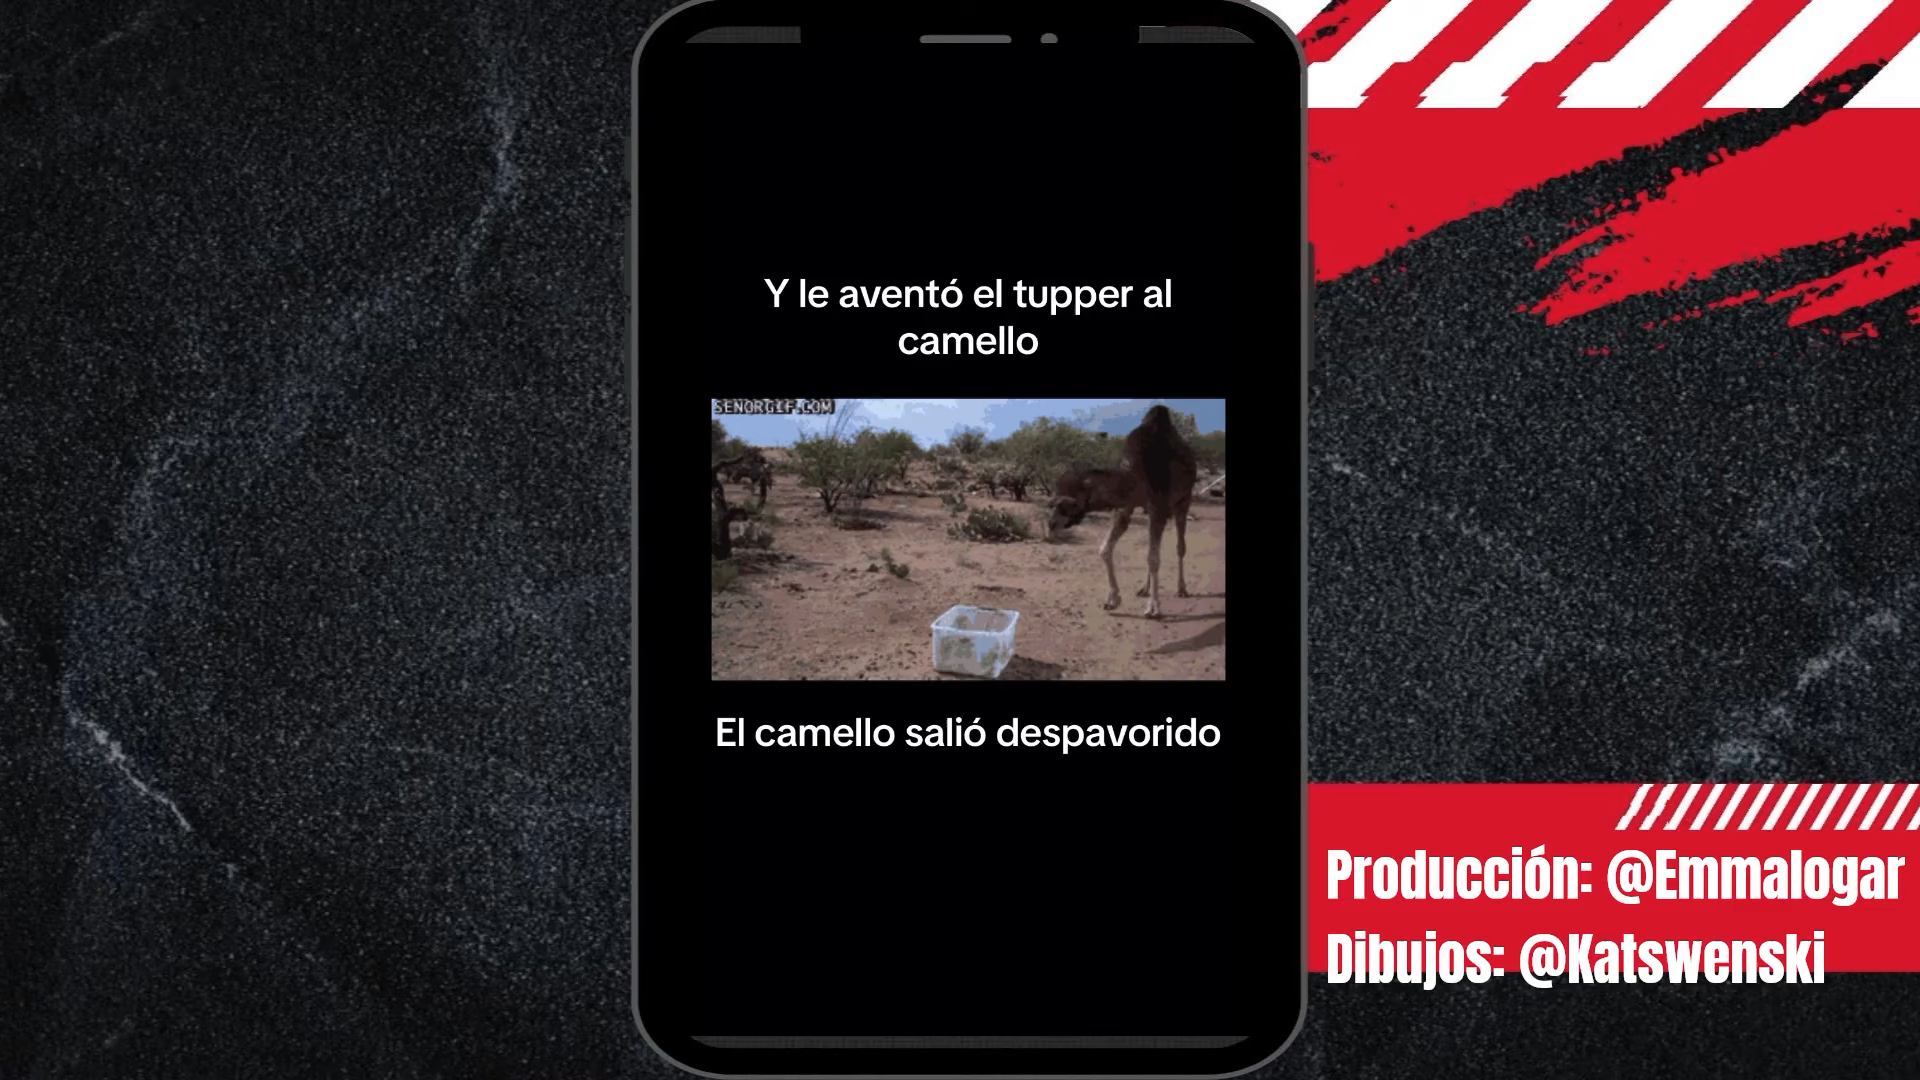 Y le aventó el tupper al
camello
SENORGIF.COM
El camello salió despavorido
Producción: @Emmalogar
Dibujos: @Katswenski